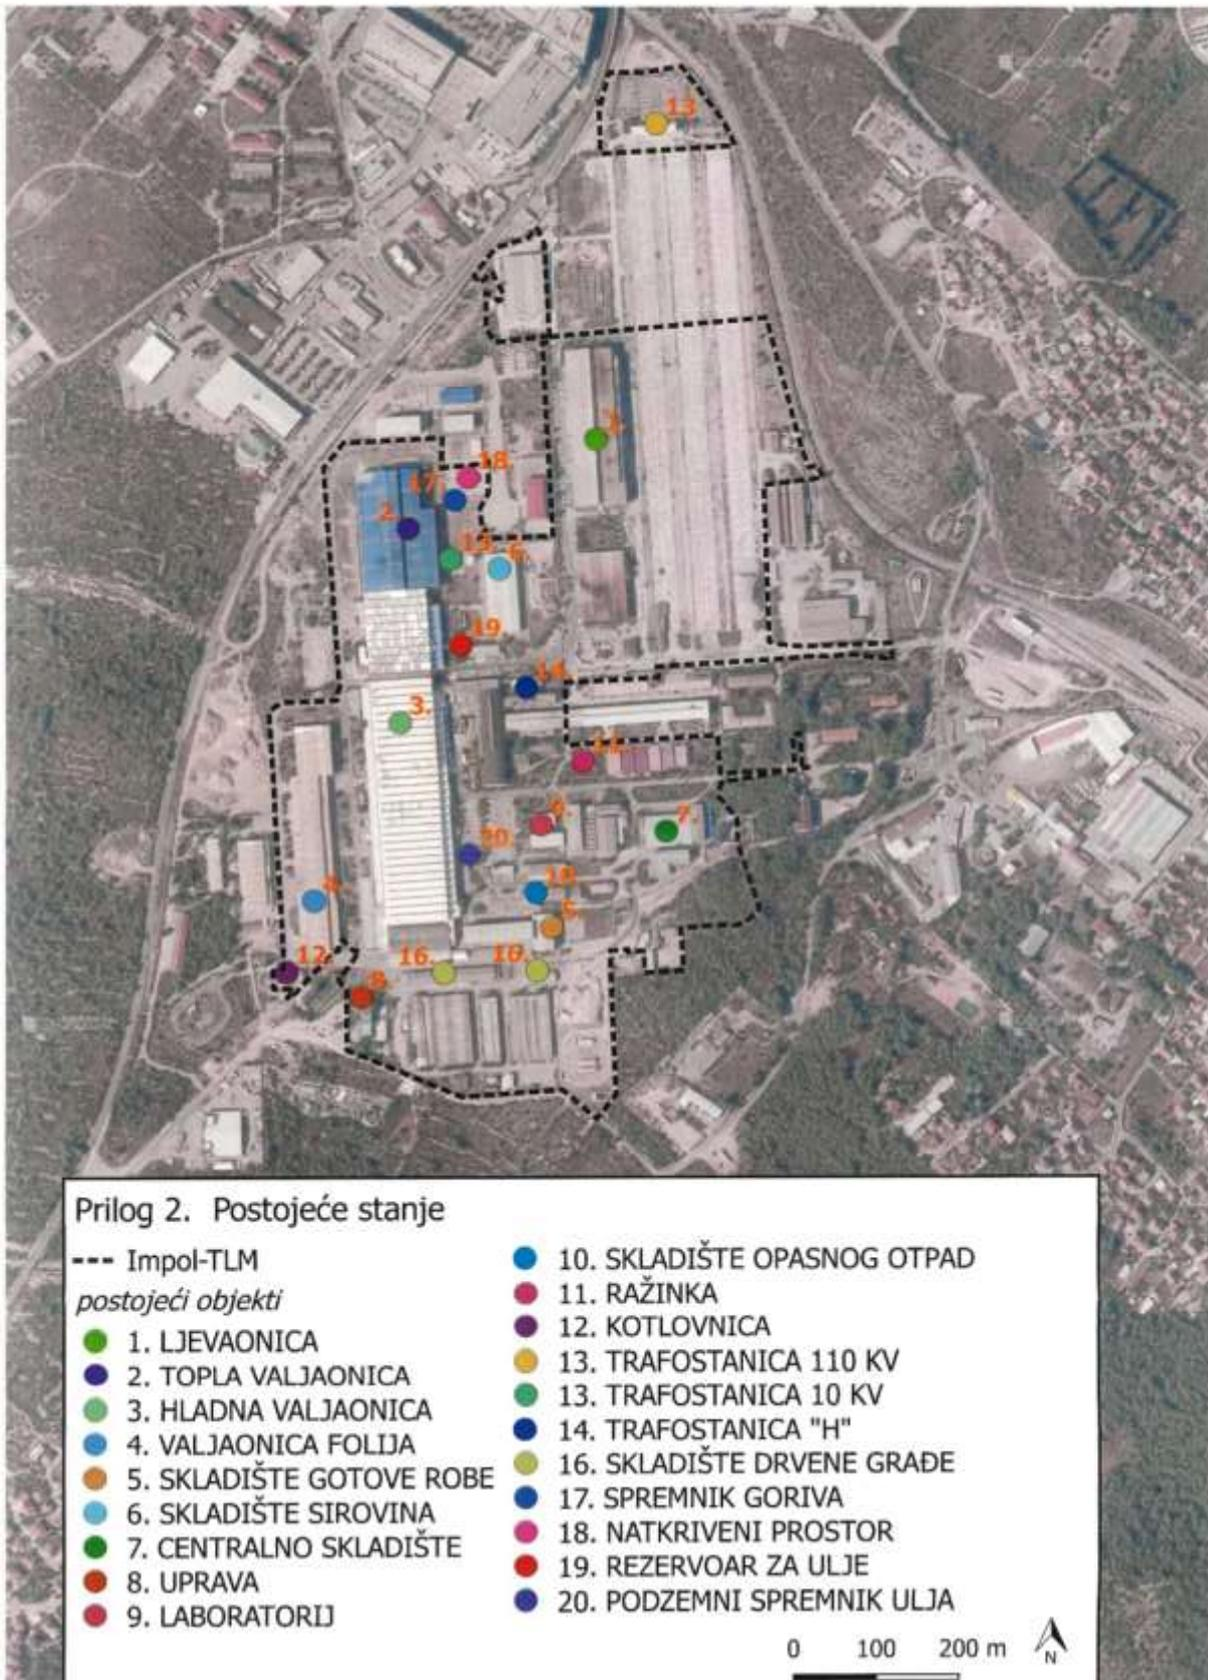 13
1.
18.
17.
2.
13.
6.
19.
14.
3.
11.
9.
7.
20.
10.
4.
5.
12.
16.
16.
8.
Prilog 2. Postojeće stanje
Impol-TLM
postojeći objekti
1. LJEVAONICA
2. TOPLA VALJAONICA
3. HLADNA VALJAONICA
4. VALJAONICA FOLIJA
5. SKLADIŠTE GOTOVE ROBE
6. SKLADIŠTE SIROVINA
7. CENTRALNO SKLADIŠTE
8. UPRAVA
9. LABORATORIJ
10. SKLADIŠTE OPASNOG OTPAD
11. RAŽINKA
12. KOTLOVNICA
13. TRAFOSTANICA 110 KV
13. TRAFOSTANICA 10 KV
14. TRAFOSTANICA "H"
16. SKLADIŠTE DRVENE GRAĐE
17. SPREMNIK GORIVA
18. NATKRIVENI PROSTOR
19. REZERVOAR ZA ULJE
20. PODZEMNI SPREMNIK ULJA
0 100 200 m
N